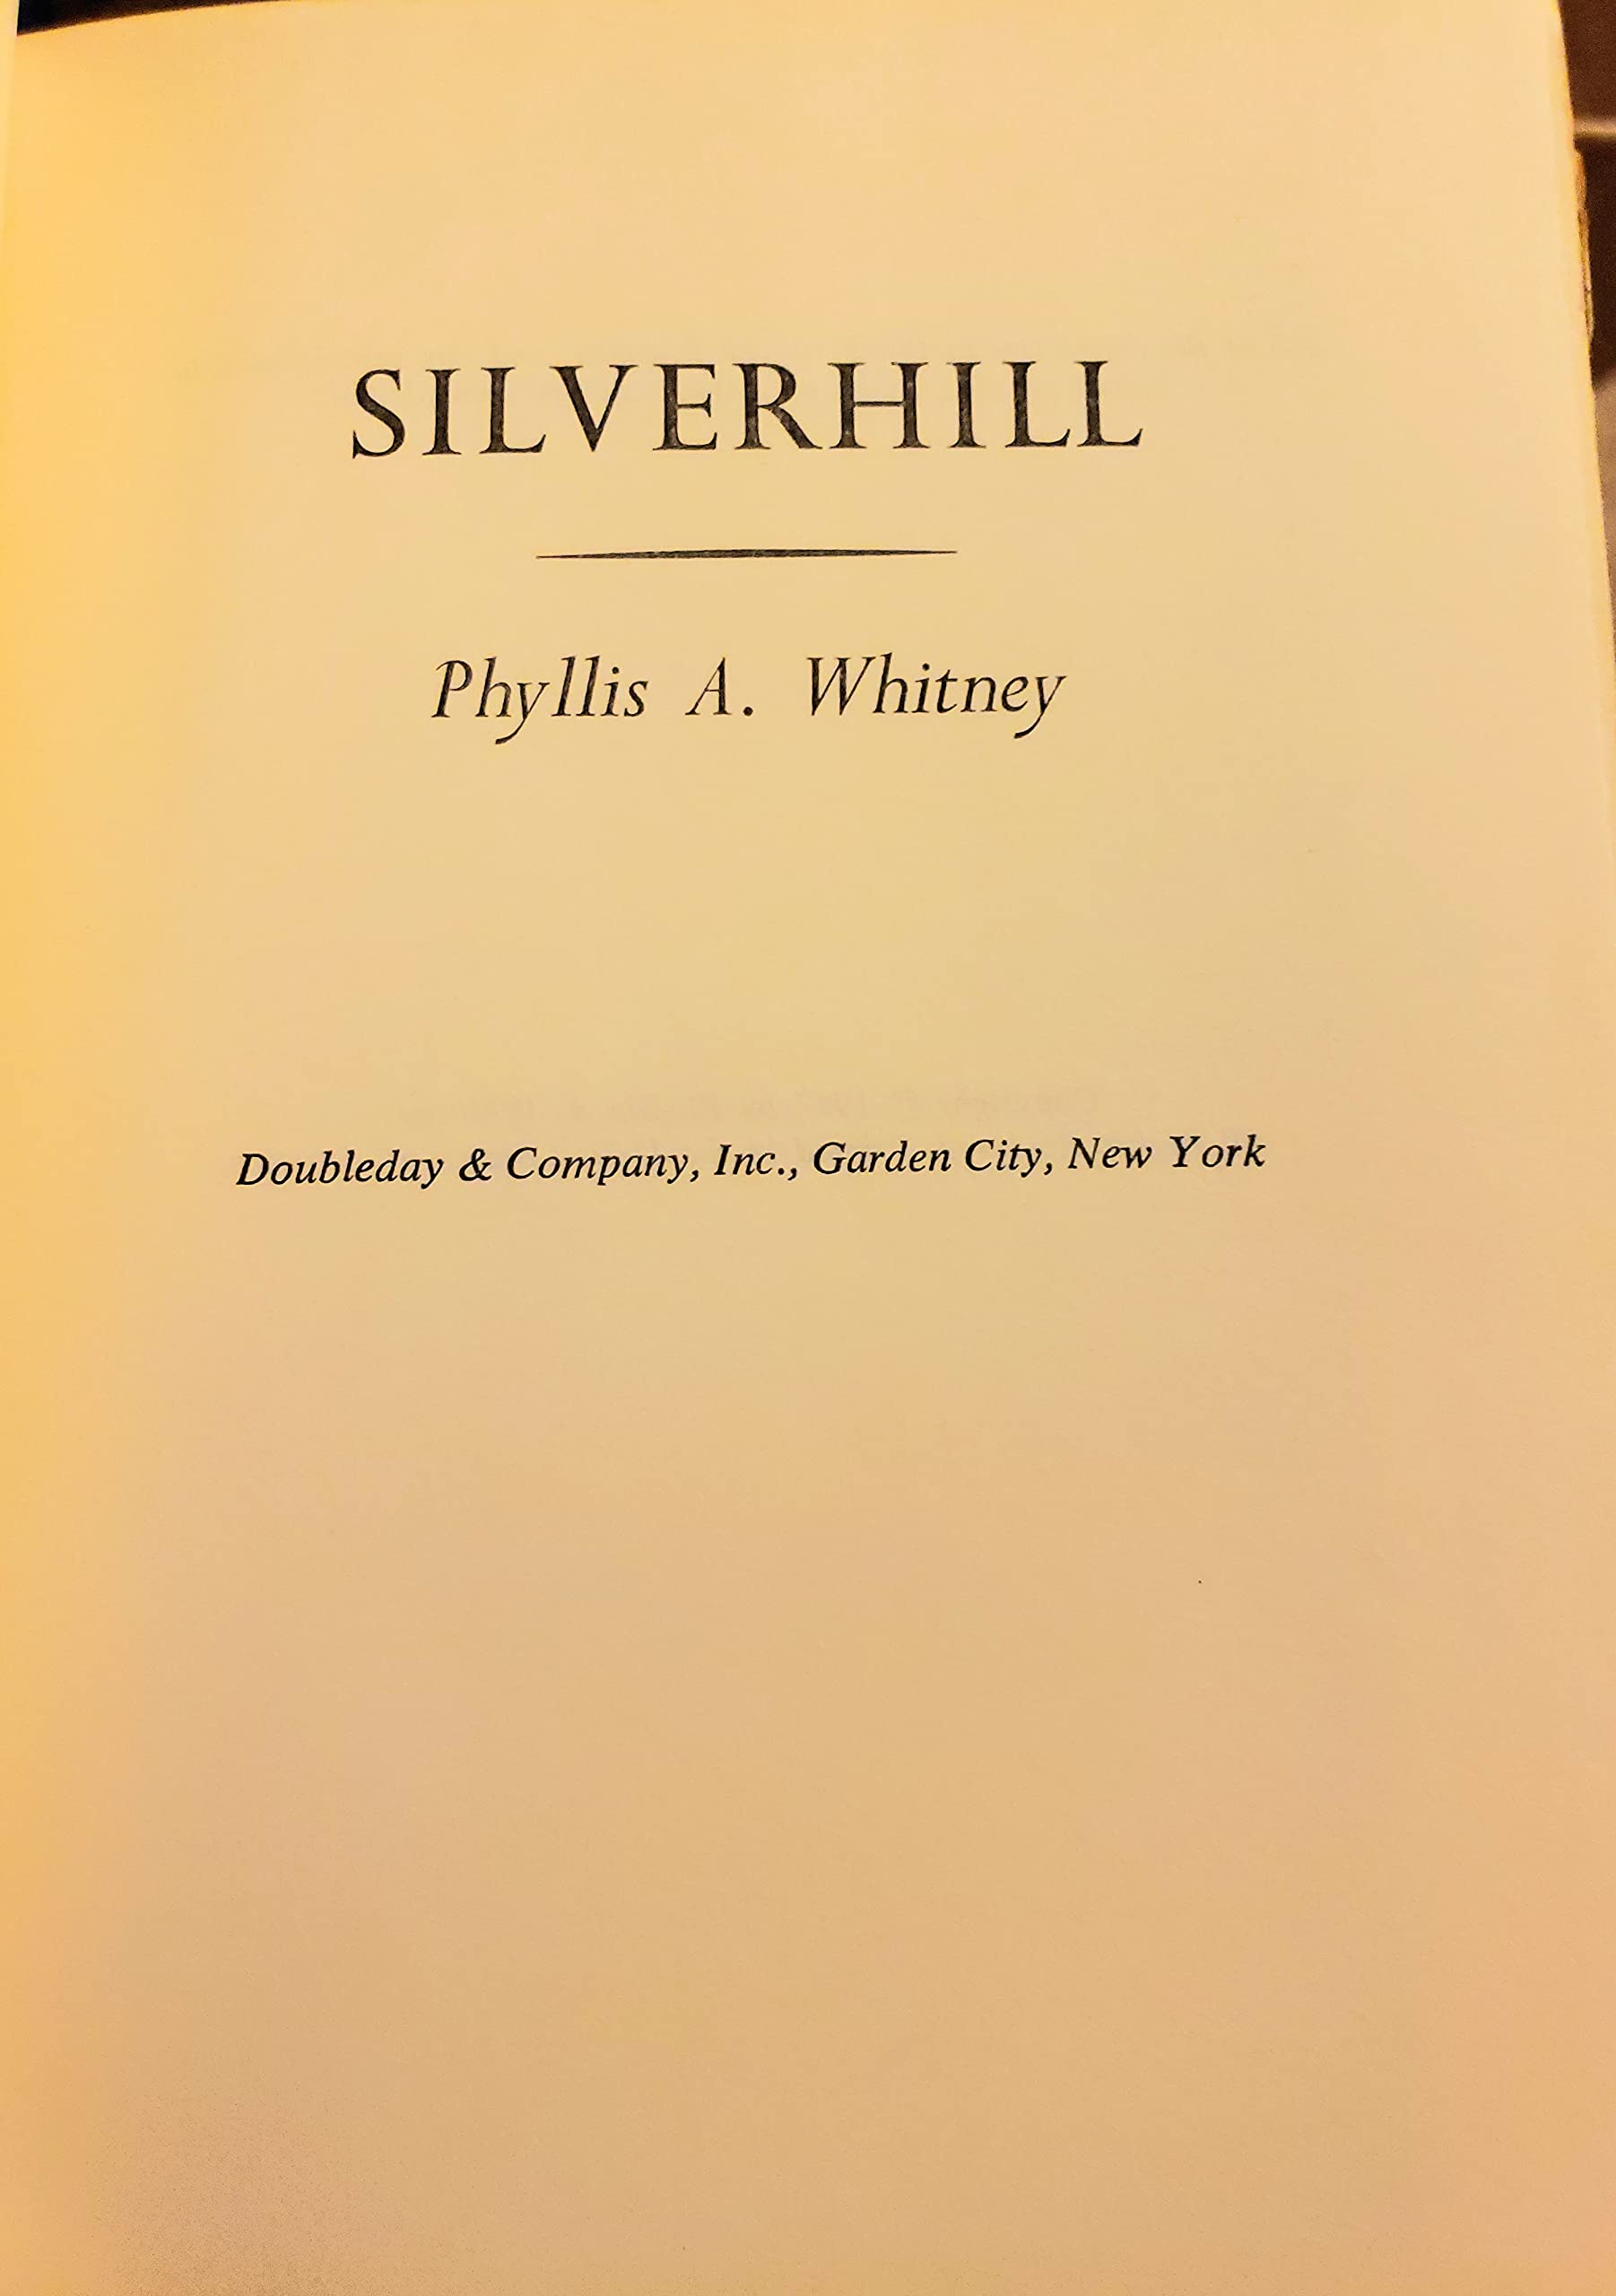 SILVERHILL
Phyllis A. Whitney
Doubleday & Company, Inc., Garden City, New York